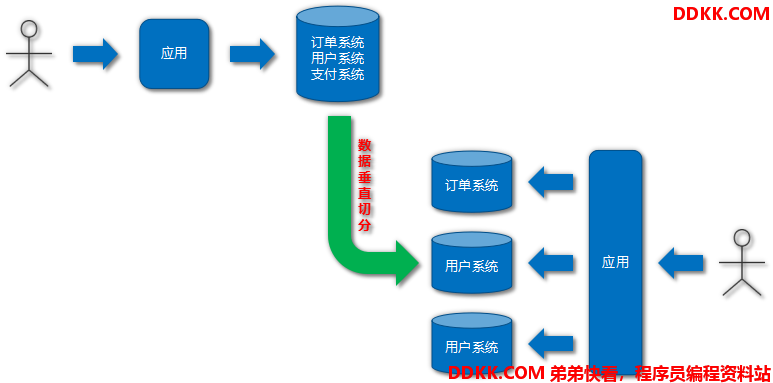 DDKK.COM
应用
订单系统
用户系统
支付系统
数
据
垂
直
切
分
订单系统
用户系统
应用
用户系统
DDKK.COM 弟弟快看，程序员编程资料站